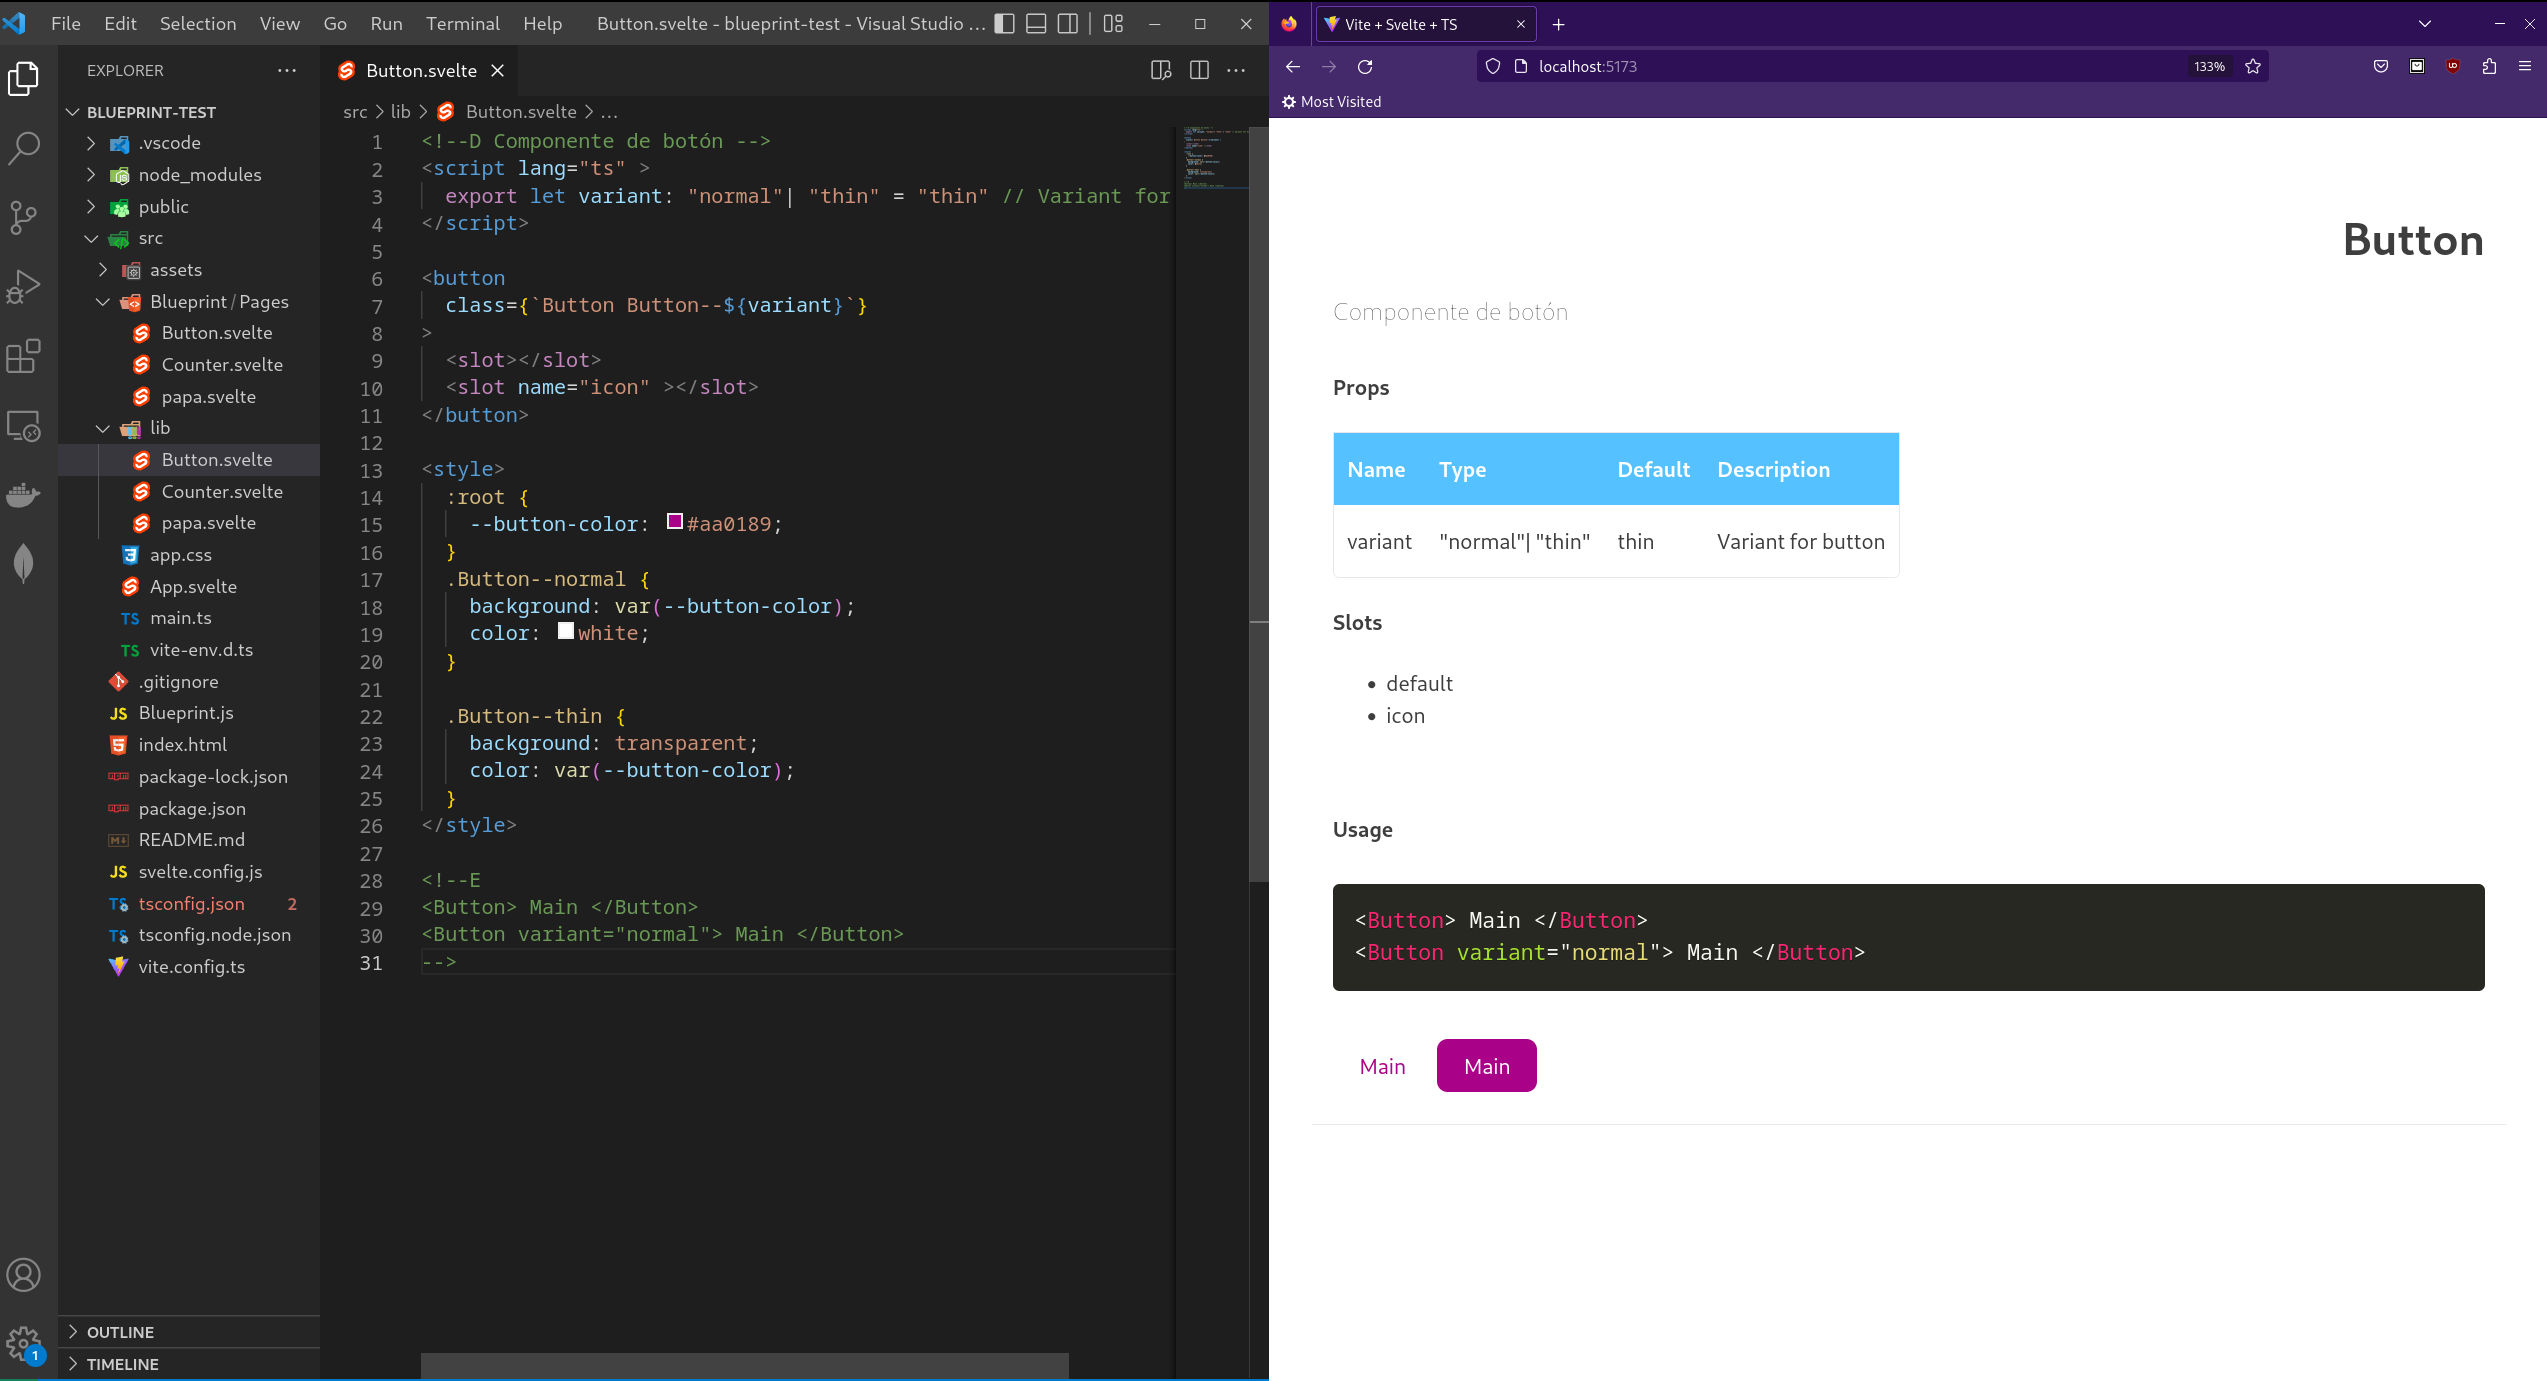 File Edit Selection View Go Run Terminal Help Button.svelte - blueprint-test - Visual Studio ...
EXPLORER ...
BLUEPRINT-TEST
.vscode
node_modules
public
src
assets
Blueprint / Pages
Button.svelte
Counter.svelte
papa.svelte
lib
Button.svelte
Counter.svelte
papa.svelte
app.css
App.svelte
TS main.ts
TS vite-env.d.ts
.gitignore
JS Blueprint.js
index.html
package-lock.json
package.json
README.md
JS svelte.config.js
TS tsconfig.json 2
TS tsconfig.node.json
vite.config.ts
1
OUTLINE
TIMELINE
Button.svelte
src > lib > Button.svelte > ...
1 <!--D Componente de botón -->
2 <script lang="ts" >
3 export let variant: "normal"| "thin" = "thin" // Variant for
4 </script>
5
6 <button
7 class={`Button Button--${variant}`}
8 >
9 <slot></slot>
10 <slot name="icon" ></slot>
11 </button>
12
13 <style>
14 :root {
15 --button-color: #aa0189;
16 }
17 .Button--normal {
18 background: var(--button-color);
19 color: white;
20 }
21
22 .Button--thin {
23 background: transparent;
24 color: var(--button-color);
25 }
26 </style>
27
28 <!--E
29 <Button> Main </Button>
30 <Button variant="normal"> Main </Button>
31 -->
Vite + Svelte + TS
localhost:5173 133%
Most Visited
Button
Componente de botón
Props
Name Type Default Description
variant "normal"| "thin" thin Variant for button
Slots
• default
• icon
Usage
<Button> Main </Button>
<Button variant="normal"> Main </Button>
Main Main